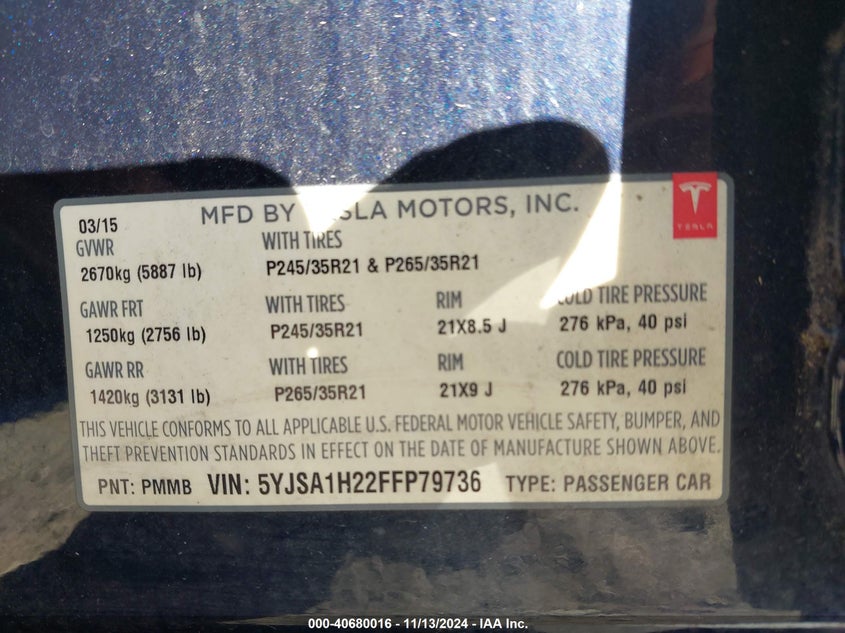 03/15 MFD BY TESLA MOTORS, INC.
TESLA
GVWR WITH TIRES
2670kg (5887 lb) P245/35R21 & P265/35R21
GAWR FRT WITH TIRES RIM COLD TIRE PRESSURE
1250kg (2756 lb) P245/35R21 21X8.5 J 276 kPa, 40 psi
GAWR RR WITH TIRES RIM COLD TIRE PRESSURE
1420kg (3131 lb) P265/35R21 21X9 J 276 kPa, 40 psi
THIS VEHICLE CONFORMS TO ALL APPLICABLE U.S. FEDERAL MOTOR VEHICLE SAFETY, BUMPER, AND
THEFT PREVENTION STANDARDS IN EFFECT ON THE DATE OF MANUFACTURE SHOWN ABOVE.
PNT: PMMB VIN: 5YJSA1H22FFP79736 TYPE: PASSENGER CAR
000-40680016 - 11/13/2024 - IAA Inc.